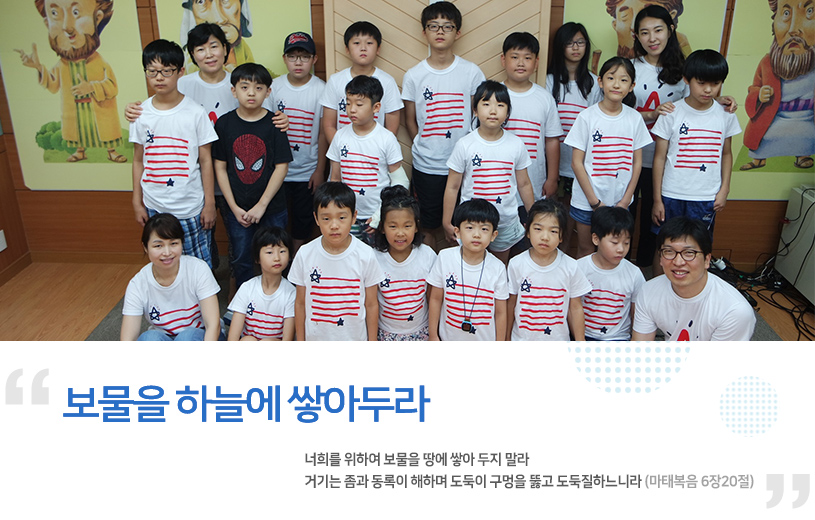 보물을 하늘에 쌓아두라
너희를 위하여 보물을 땅에 쌓아 두지 말라
거기는 좀과 동록이 해하며 도둑이 구멍을 뚫고 도둑질하느니라 (마태복음 6장20절)